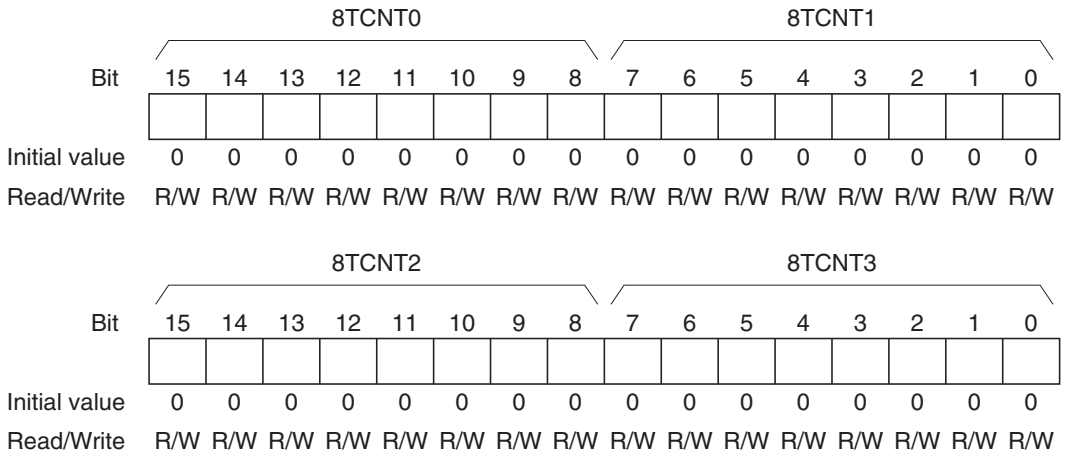 8TCNT0 8TCNT1
Bit 15 14 13 12 11 10 9 8 7 6 5 4 3 2 1 0
Initial value 0 0 0 0 0 0 0 0 0 0 0 0 0 0 0 0
Read/Write R/W R/W R/W R/W R/W R/W R/W R/W R/W R/W R/W R/W R/W R/W R/W R/W
8TCNT2 8TCNT3
Bit 15 14 13 12 11 10 9 8 7 6 5 4 3 2 1 0
Initial value 0 0 0 0 0 0 0 0 0 0 0 0 0 0 0 0
Read/Write R/W R/W R/W R/W R/W R/W R/W R/W R/W R/W R/W R/W R/W R/W R/W R/W